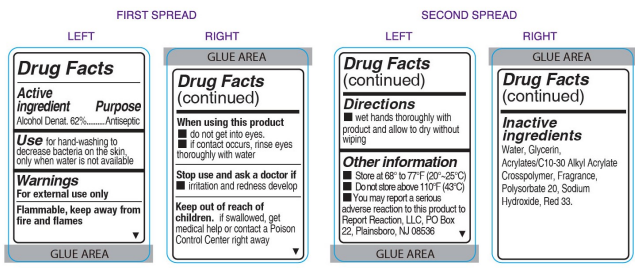 FIRST SPREAD
LEFT
Drug Facts
Active
ingredient Purpose
Alcohol Denat. 62%.........Antiseptic
Use for hand-washing to
decrease bacteria on the skin,
only when water is not available
Warnings
For external use only
Flammable, keep away from
fire and flames
▼
GLUE AREA
RIGHT
GLUE AREA
Drug Facts
(continued)
When using this product
■ do not get into eyes.
■ if contact occurs, rinse eyes
thoroughly with water
Stop use and ask a doctor if
■ irritation and redness develop
Keep out of reach of
children. if swallowed, get
medical help or contact a Poison
Control Center right away
▼
SECOND SPREAD
LEFT
Drug Facts
(continued)
Directions
■ wet hands thoroughly with
product and allow to dry without
wiping
Other information
■ Store at 68° to 77°F (20°~25°C)
■ Do not store above 110°F (43°C)
■ You may report a serious
adverse reaction to this product to
Report Reaction, LLC, PO Box
22, Plainsboro, NJ 08536 ▼
GLUE AREA
RIGHT
GLUE AREA
Drug Facts
(continued)
Inactive
ingredients
Water, Glycerin,
Acrylates/C10-30 Alkyl Acrylate
Crosspolymer, Fragrance,
Polysorbate 20, Sodium
Hydroxide, Red 33.